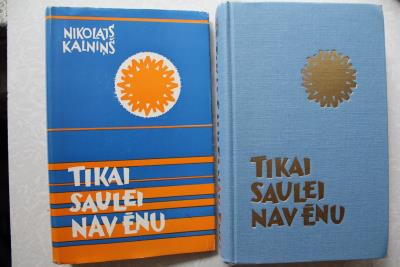 NIKOLAJS
KALNIŅŠ
TIKAI
SAULEI
NAV ĒNU
TIKAI
SAULEI
NAV ĒNU